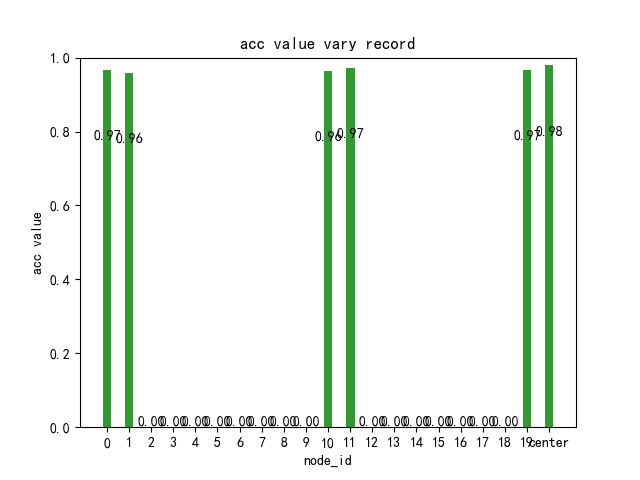 acc value vary record
1.0
0.8
0.6
0.4
0.2
0.0
acc value
0.97 0.96 0.00 0.00 0.00 0.00 0.00 0.00 0.00 0.00 0.96 0.97 0.00 0.00 0.00 0.00 0.00 0.00 0.00 0.97 0.98
0 1 2 3 4 5 6 7 8 9 10 11 12 13 14 15 16 17 18 19 center
node_id